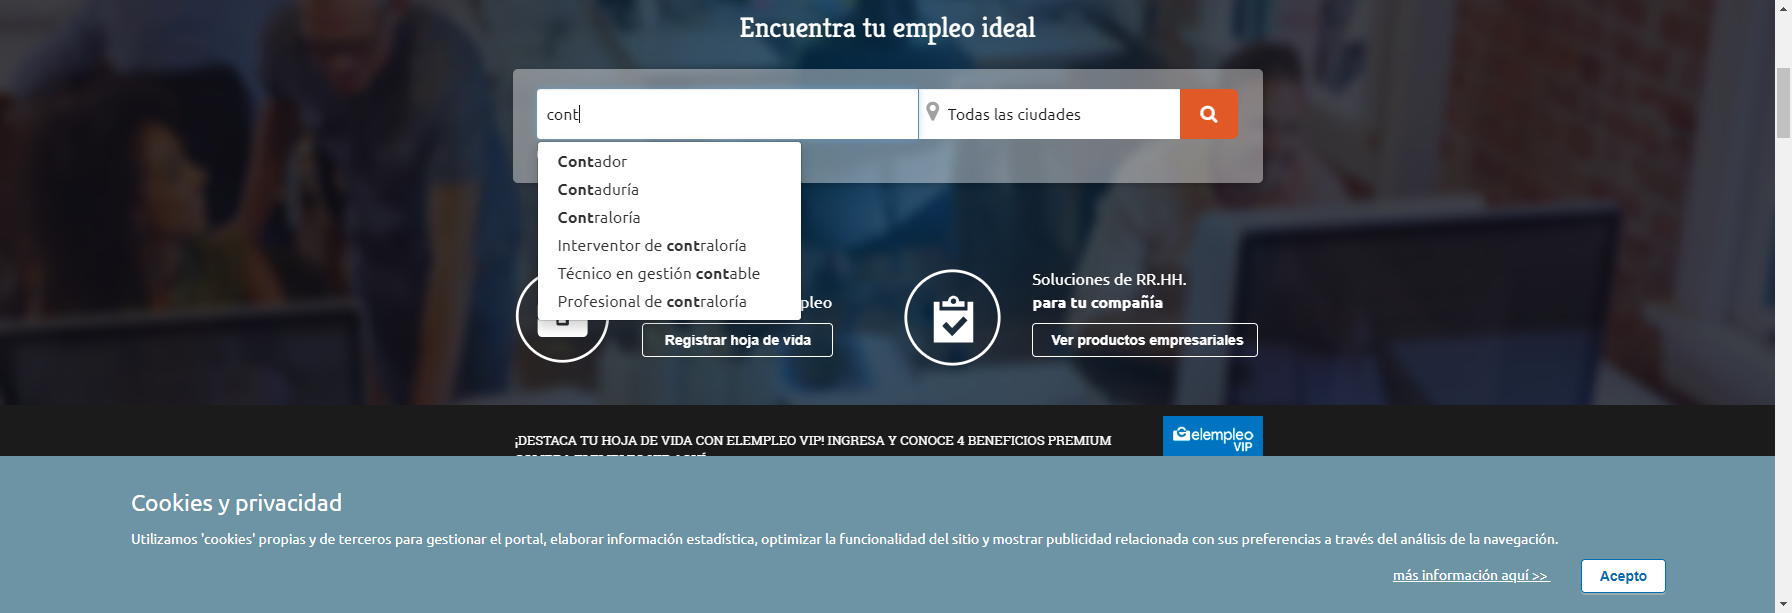 Encuentra tu empleo ideal
cont
Todas las ciudades
Contador
Contaduría
Contraloría
Interventor de contraloría
Técnico en gestión contable
Profesional de contraloría
Registrar hoja de vida
Soluciones de RR.HH.
para tu compañía
Ver productos empresariales
¡DESTACA TU HOJA DE VIDA CON ELEMPLEO VIP! INGRESA Y CONOCE 4 BENEFICIOS PREMIUM
elempleo
VIP
Cookies y privacidad
Utilizamos 'cookies' propias y de terceros para gestionar el portal, elaborar información estadística, optimizar la funcionalidad del sitio y mostrar publicidad relacionada con sus preferencias a través del análisis de la navegación.
más información aquí >>
Acepto